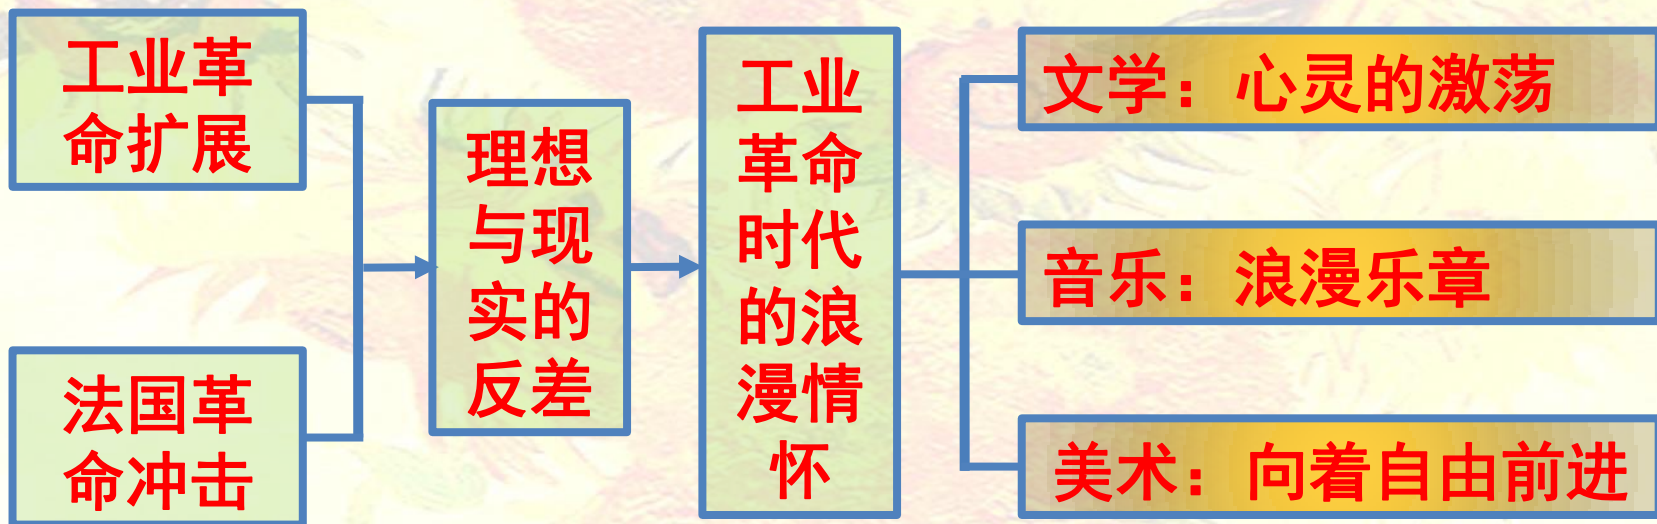 工业革
命扩展
法国革
命冲击
理想
与现
实的
反差
工业
革命
时代
的浪
漫情
怀
文学：心灵的激荡
音乐：浪漫乐章
美术：向着自由前进